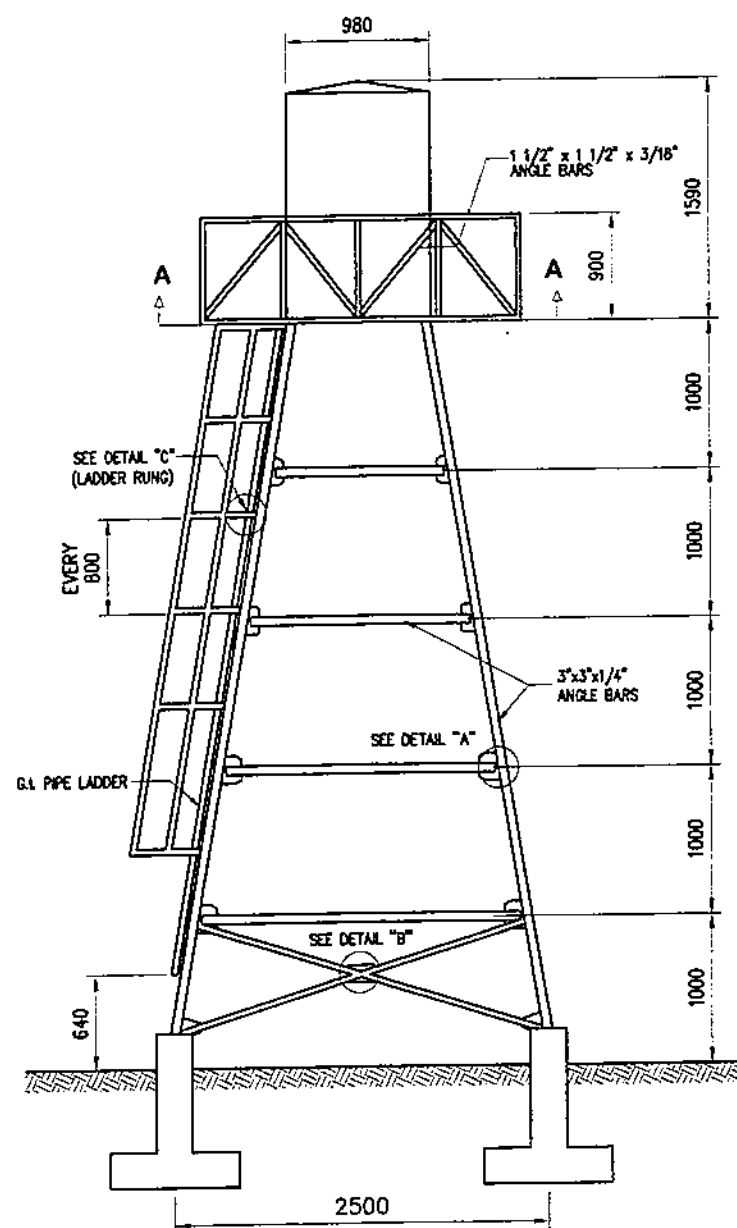 980
1 1/2" x 1 1/2" x 3/16"
ANGLE BARS
1590
900
A
A
1000
SEE DETAIL "C"
(LADDER RUNG)
EVERY
600
1000
3"x3"x1/4"
ANGLE BARS
1000
SEE DETAIL "A"
G.I. PIPE LADDER
1000
SEE DETAIL "B"
1000
640
2500